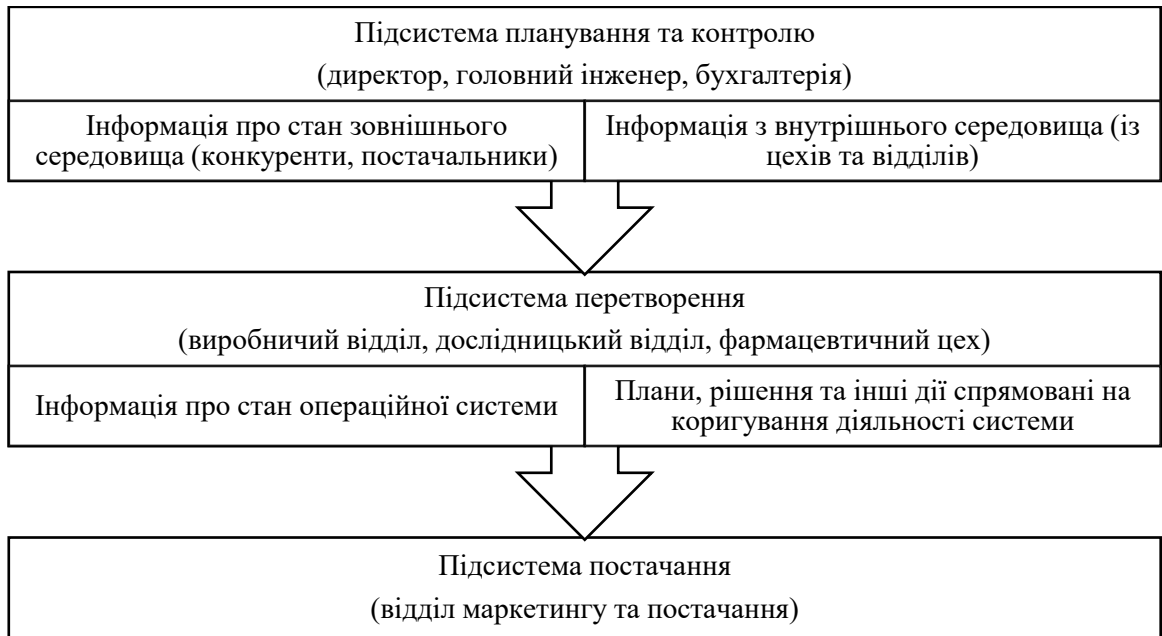 Підсистема планування та контролю
(директор, головний інженер, бухгалтерія)
Інформація про стан зовнішнього
середовища (конкуренти, постачальники)
Інформація з внутрішнього середовища (із
цехів та відділів)
Підсистема перетворення
(виробничий відділ, дослідницький відділ, фармацевтичний цех)
Інформація про стан операційної системи
Плани, рішення та інші дії спрямовані на
коригування діяльності системи
Підсистема постачання
(відділ маркетингу та постачання)